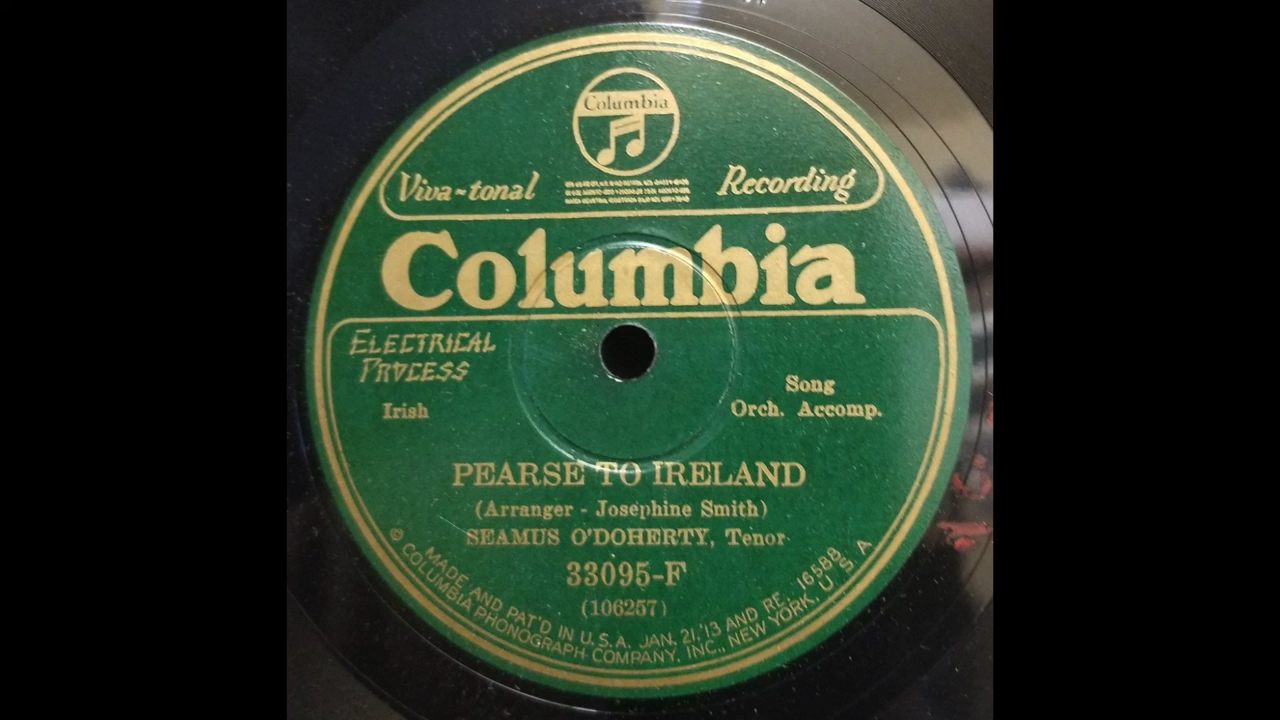 Columbia
Viva-tonal Recording
Columbia
ELECTRICAL
PROCESS
Irish
Song
Orch. Accomp.
PEARSE TO IRELAND
(Arranger - Josephine Smith)
SEAMUS O'DOHERTY, Tenor
33095-F
(106257)
MADE AND PAT'D IN U.S.A. JAN. 21.'13 AND RE. 16588
© COLUMBIA PHONOGRAPH COMPANY, INC., NEW YORK. U S A